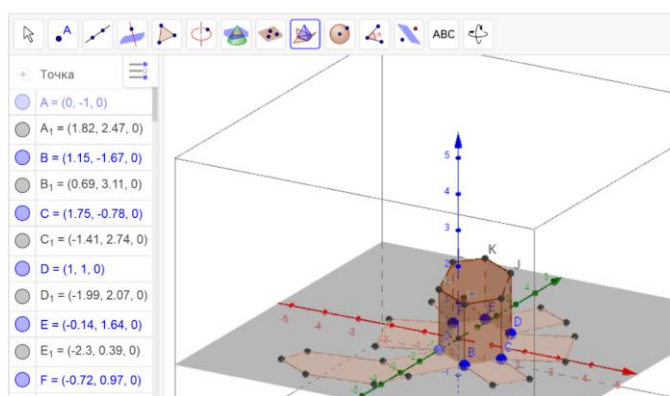 A
ABC
Точка
A = (0, -1, 0)
A₁ = (1.82, 2.47, 0)
B = (1.15, -1.67, 0)
B₁ = (0.69, 3.11, 0)
C = (1.75, -0.78, 0)
C₁ = (-1.41, 2.74, 0)
D = (1, 1, 0)
D₁ = (-1.99, 2.07, 0)
E = (-0.14, 1.64, 0)
E₁ = (-2.3, 0.39, 0)
F = (-0.72, 0.97, 0)
5
4
3
K
J
-5
-4
-3
E
D
B
C